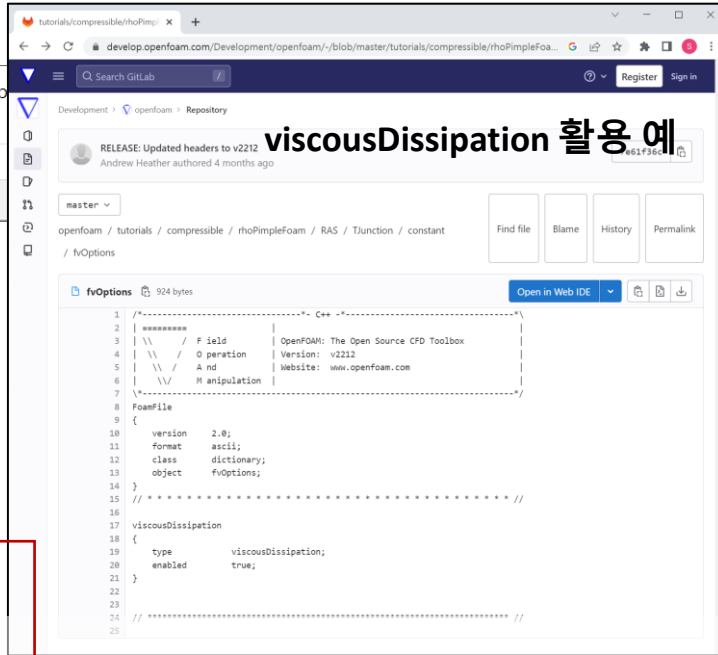 tutorials/compressible/rhoPimpl
develop.openfoam.com/Development/openfoam/-/blob/master/tutorials/compressible/rhoPimpleFoa...
Search GitLab
/
Register
Sign in
Development > openfoam > Repository
viscousDissipation 활용 예
RELEASE: Updated headers to v2212
Andrew Heather authored 4 months ago
master
openfoam / tutorials / compressible / rhoPimpleFoam / RAS / TJunction / constant
/ fvOptions
Find file
Blame
History
Permalink
fvOptions 924 bytes
Open in Web IDE
1 /*--------------------------------*- C++ -*----------------------------------*\
2 | ========= | |
3 | \\ / F ield | OpenFOAM: The Open Source CFD Toolbox |
4 | \\ / O peration | Version: v2212 |
5 | \\ / A nd | Website: www.openfoam.com |
6 | \\/ M anipulation | |
7 \*---------------------------------------------------------------------------*/
8 FoamFile
9 {
10 version 2.0;
11 format ascii;
12 class dictionary;
13 object fvOptions;
14 }
15 // * * * * * * * * * * * * * * * * * * * * * * * * * * * * * * * * * * * * * //
16
17 viscousDissipation
18 {
19 type viscousDissipation;
20 enabled true;
21 }
22
23
24 // ************************************************************************* //
25